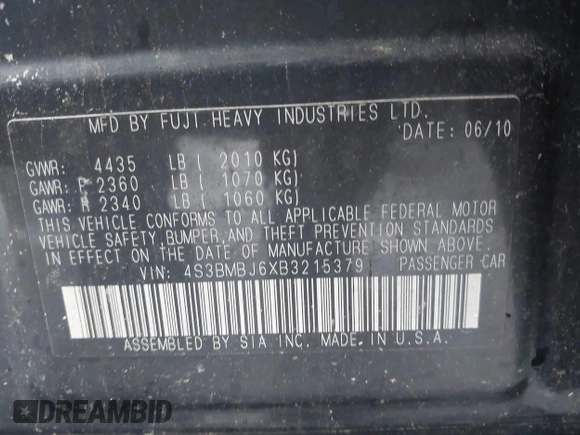 MFD BY FUJI HEAVY INDUSTRIES LTD.
DATE: 06/10
GVWR: 4435 LB ( 2010 KG)
GAWR: F 2360 LB ( 1070 KG)
GAWR: R 2340 LB ( 1060 KG)
THIS VEHICLE CONFORMS TO ALL APPLICABLE FEDERAL MOTOR
VEHICLE SAFETY, BUMPER, AND THEFT PREVENTION STANDARDS
IN EFFECT ON THE DATE OF MANUFACTURE SHOWN ABOVE.
VIN: 4S3BMBJ6XB3215379 PASSENGER CAR
ASSEMBLED BY SIA INC. MADE IN U.S.A.
DREAMBID